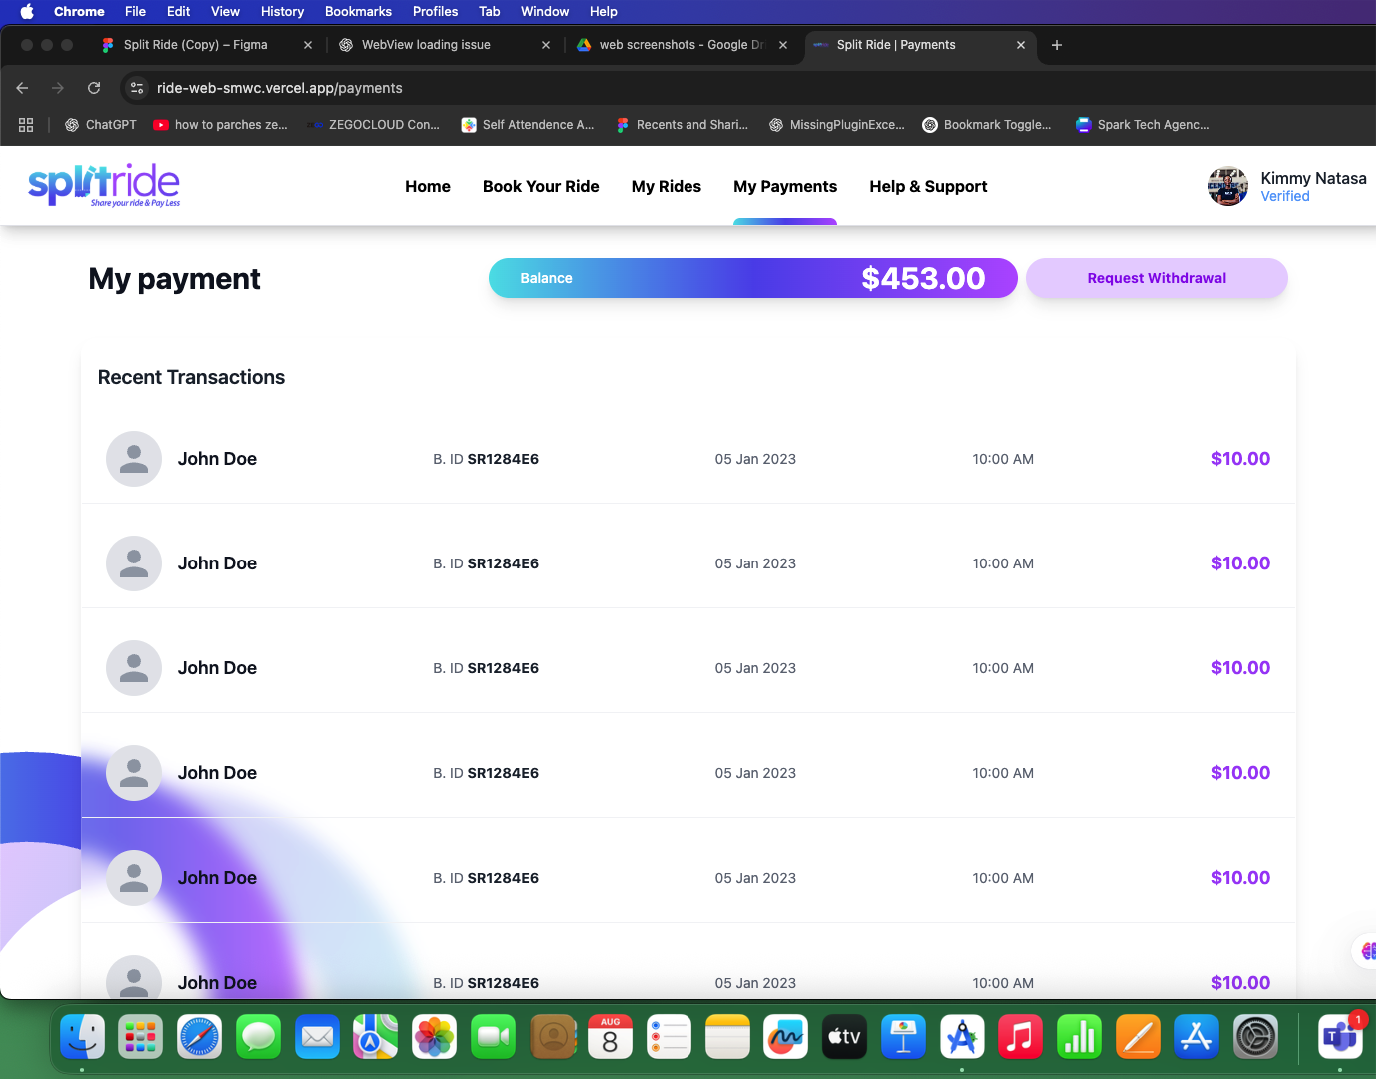 Chrome File Edit View History Bookmarks Profiles Tab Window Help
Split Ride (Copy) – Figma WebView loading issue web screenshots - Google Dr Split Ride | Payments
ride-web-smwc.vercel.app/payments
ChatGPT how to parches ze... ZEGOCLOUD Con... Self Attendence A... Recents and Shari... MissingPluginExce... Bookmark Toggle... Spark Tech Agenc...
splitride
Share your ride & Pay Less
Home Book Your Ride My Rides My Payments Help & Support
Kimmy Natasa
Verified
My payment
Balance $453.00 Request Withdrawal
Recent Transactions
John Doe B. ID SR1284E6 05 Jan 2023 10:00 AM $10.00
John Doe B. ID SR1284E6 05 Jan 2023 10:00 AM $10.00
John Doe B. ID SR1284E6 05 Jan 2023 10:00 AM $10.00
John Doe B. ID SR1284E6 05 Jan 2023 10:00 AM $10.00
John Doe B. ID SR1284E6 05 Jan 2023 10:00 AM $10.00
John Doe B. ID SR1284E6 05 Jan 2023 10:00 AM $10.00
AUG
8
tv
1